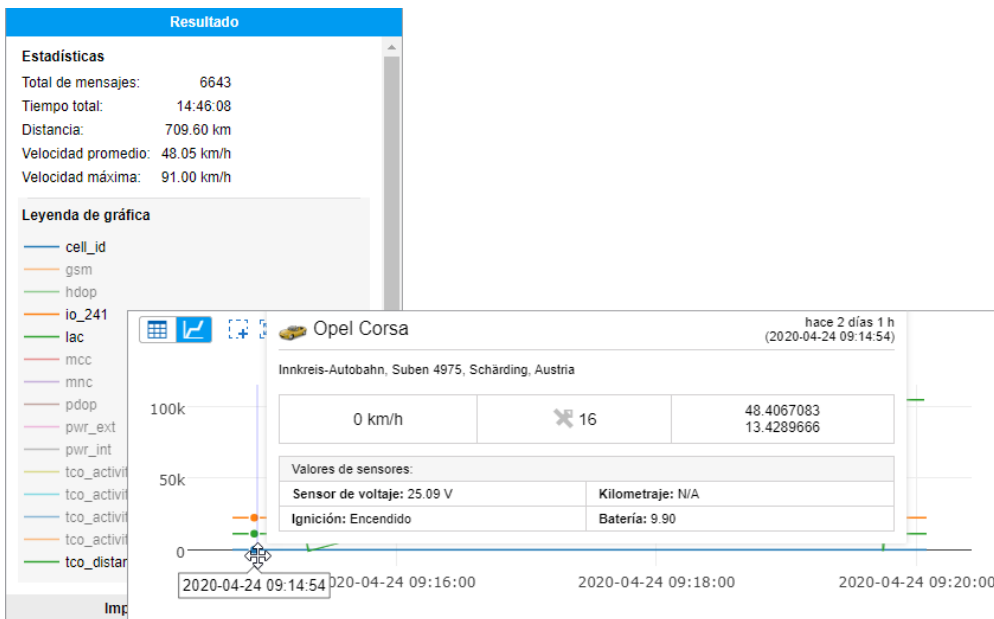 Resultado
Estadísticas
Total de mensajes: 6643
Tiempo total: 14:46:08
Distancia: 709.60 km
Velocidad promedio: 48.05 km/h
Velocidad máxima: 91.00 km/h
Leyenda de gráfica
cell_id
gsm
hdop
io_241
lac
mcc
mnc
pdop
pwr_ext
pwr_int
tco_activit
tco_activit
tco_activit
tco_activit
tco_distar
Imp
Opel Corsa
hace 2 días 1 h
(2020-04-24 09:14:54)
Innkreis-Autobahn, Suben 4975, Schärding, Austria
0 km/h
16
48.4067083
13.4289666
Valores de sensores:
Sensor de voltaje: 25.09 V
Kilometraje: N/A
Ignición: Encendido
Batería: 9.90
100k
50k
0
2020-04-24 09:14:54
2020-04-24 09:16:00
2020-04-24 09:18:00
2020-04-24 09:20:00